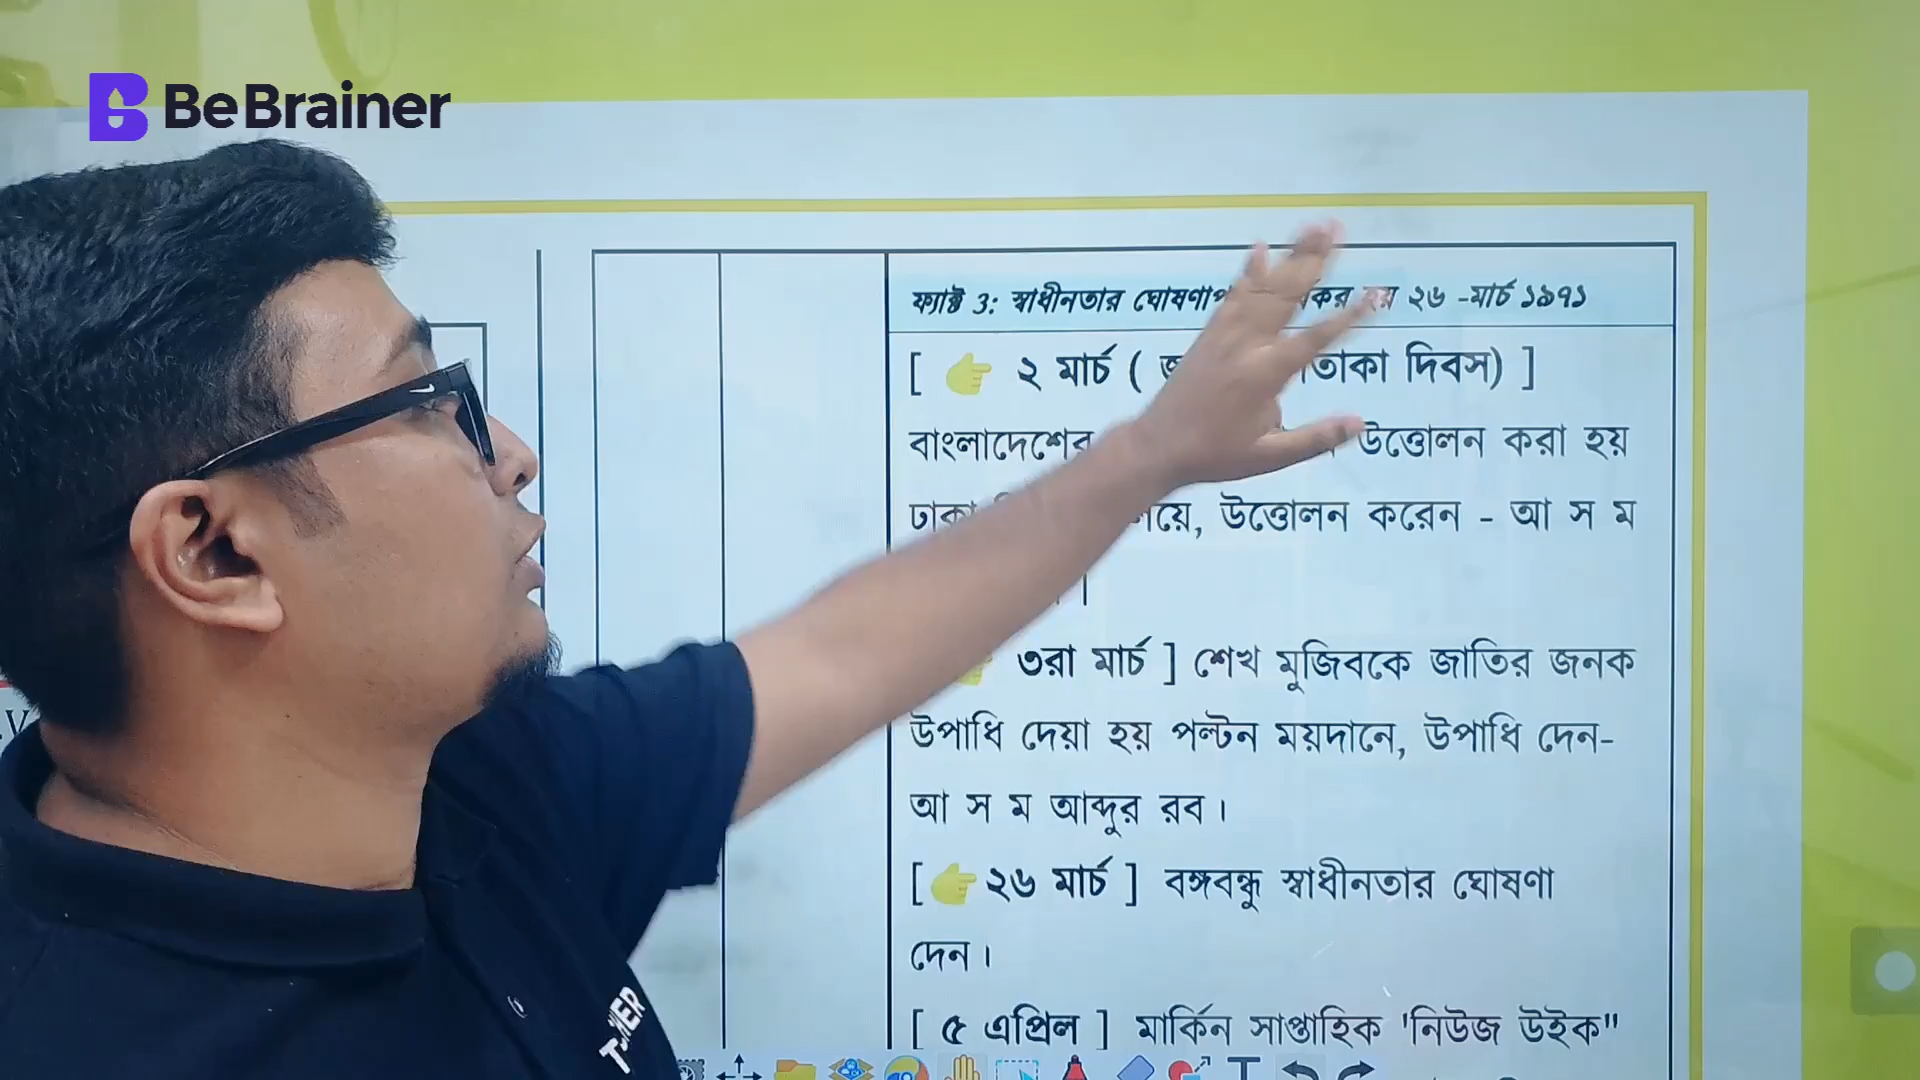 BeBrainer
ফ্যাক্ট 3: স্বাধীনতার হয় ২৬ -মার্চ ১৯৭১
[ 👉 ২ মার্চ ( দিবস) ]
বাংলাদেশের উত্তোলন করা হয়
ঢাকা উত্তোলন করেন - আ স ম
৩রা মার্চ ] শেখ মুজিবকে জাতির জনক
উপাধি দেয়া হয় পল্টন ময়দানে, উপাধি দেন-
আ স ম আব্দুর রব।
[ 👉 ২৬ মার্চ ] বঙ্গবন্ধু স্বাধীনতার ঘোষণা
দেন।
[ ৫ এপ্রিল ] মার্কিন সাপ্তাহিক 'নিউজ উইক"